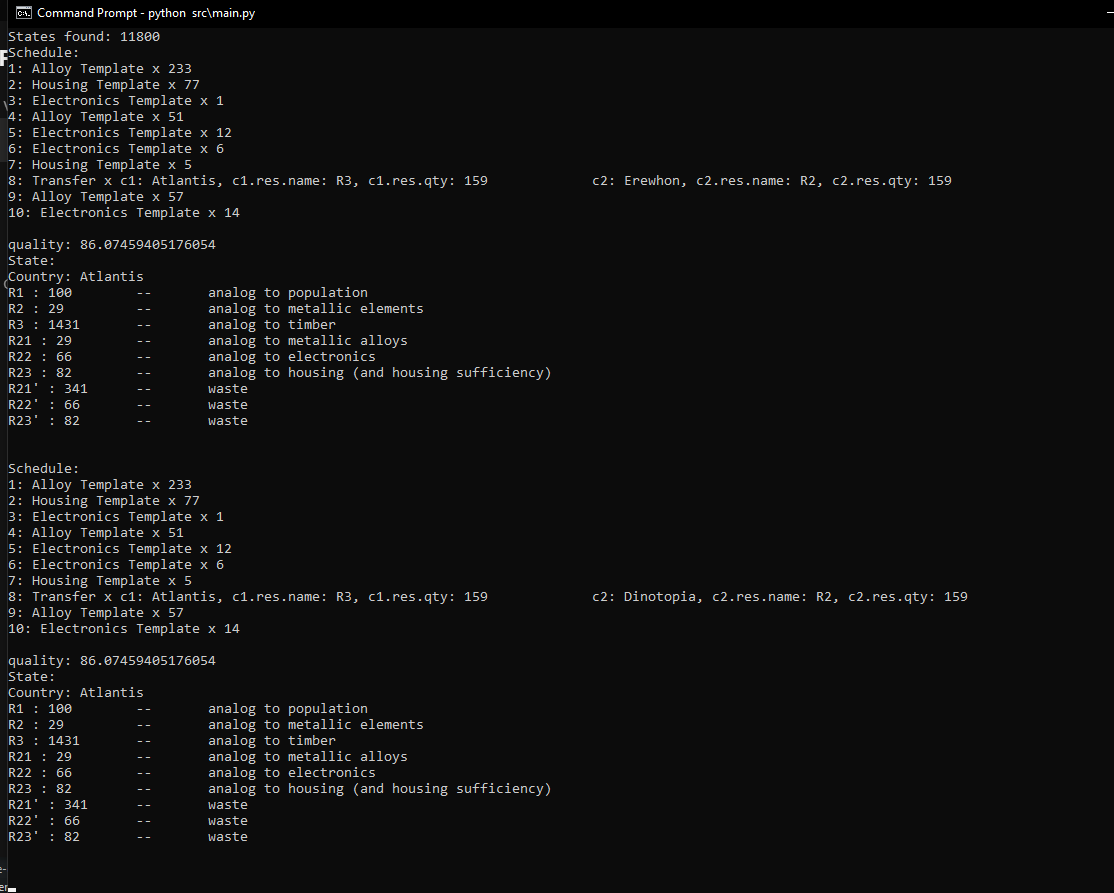 Command Prompt - python src\main.py
States found: 11800
Schedule:
1: Alloy Template x 233
2: Housing Template x 77
3: Electronics Template x 1
4: Alloy Template x 51
5: Electronics Template x 12
6: Electronics Template x 6
7: Housing Template x 5
8: Transfer x c1: Atlantis, c1.res.name: R3, c1.res.qty: 159 c2: Erewhon, c2.res.name: R2, c2.res.qty: 159
9: Alloy Template x 57
10: Electronics Template x 14
quality: 86.07459405176054
State:
Country: Atlantis
R1 : 100 -- analog to population
R2 : 29 -- analog to metallic elements
R3 : 1431 -- analog to timber
R21 : 29 -- analog to metallic alloys
R22 : 66 -- analog to electronics
R23 : 82 -- analog to housing (and housing sufficiency)
R21' : 341 -- waste
R22' : 66 -- waste
R23' : 82 -- waste
Schedule:
1: Alloy Template x 233
2: Housing Template x 77
3: Electronics Template x 1
4: Alloy Template x 51
5: Electronics Template x 12
6: Electronics Template x 6
7: Housing Template x 5
8: Transfer x c1: Atlantis, c1.res.name: R3, c1.res.qty: 159 c2: Dinotopia, c2.res.name: R2, c2.res.qty: 159
9: Alloy Template x 57
10: Electronics Template x 14
quality: 86.07459405176054
State:
Country: Atlantis
R1 : 100 -- analog to population
R2 : 29 -- analog to metallic elements
R3 : 1431 -- analog to timber
R21 : 29 -- analog to metallic alloys
R22 : 66 -- analog to electronics
R23 : 82 -- analog to housing (and housing sufficiency)
R21' : 341 -- waste
R22' : 66 -- waste
R23' : 82 -- waste